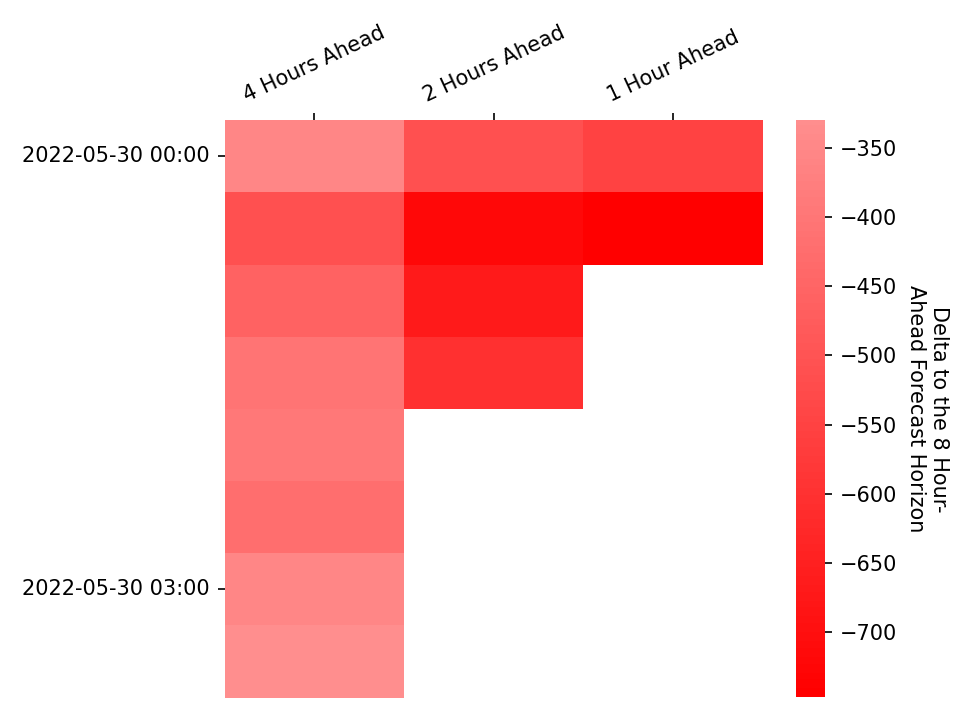 4 Hours Ahead
2 Hours Ahead
1 Hour Ahead
2022-05-30 00:00
2022-05-30 03:00
−350
−400
−450
−500
−550
−600
−650
−700
Delta to the 8 Hour-
Ahead Forecast Horizon